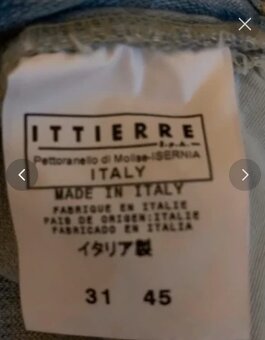 ITTIERRE
S.p.A.
Pettoranello di Molise-ISERNIA
ITALY
MADE IN ITALY
FABRIQUE EN ITALIE
PAIS DE ORIGEN:ITALIE
FABRICADO EN ITALIA
イタリア製
31 45